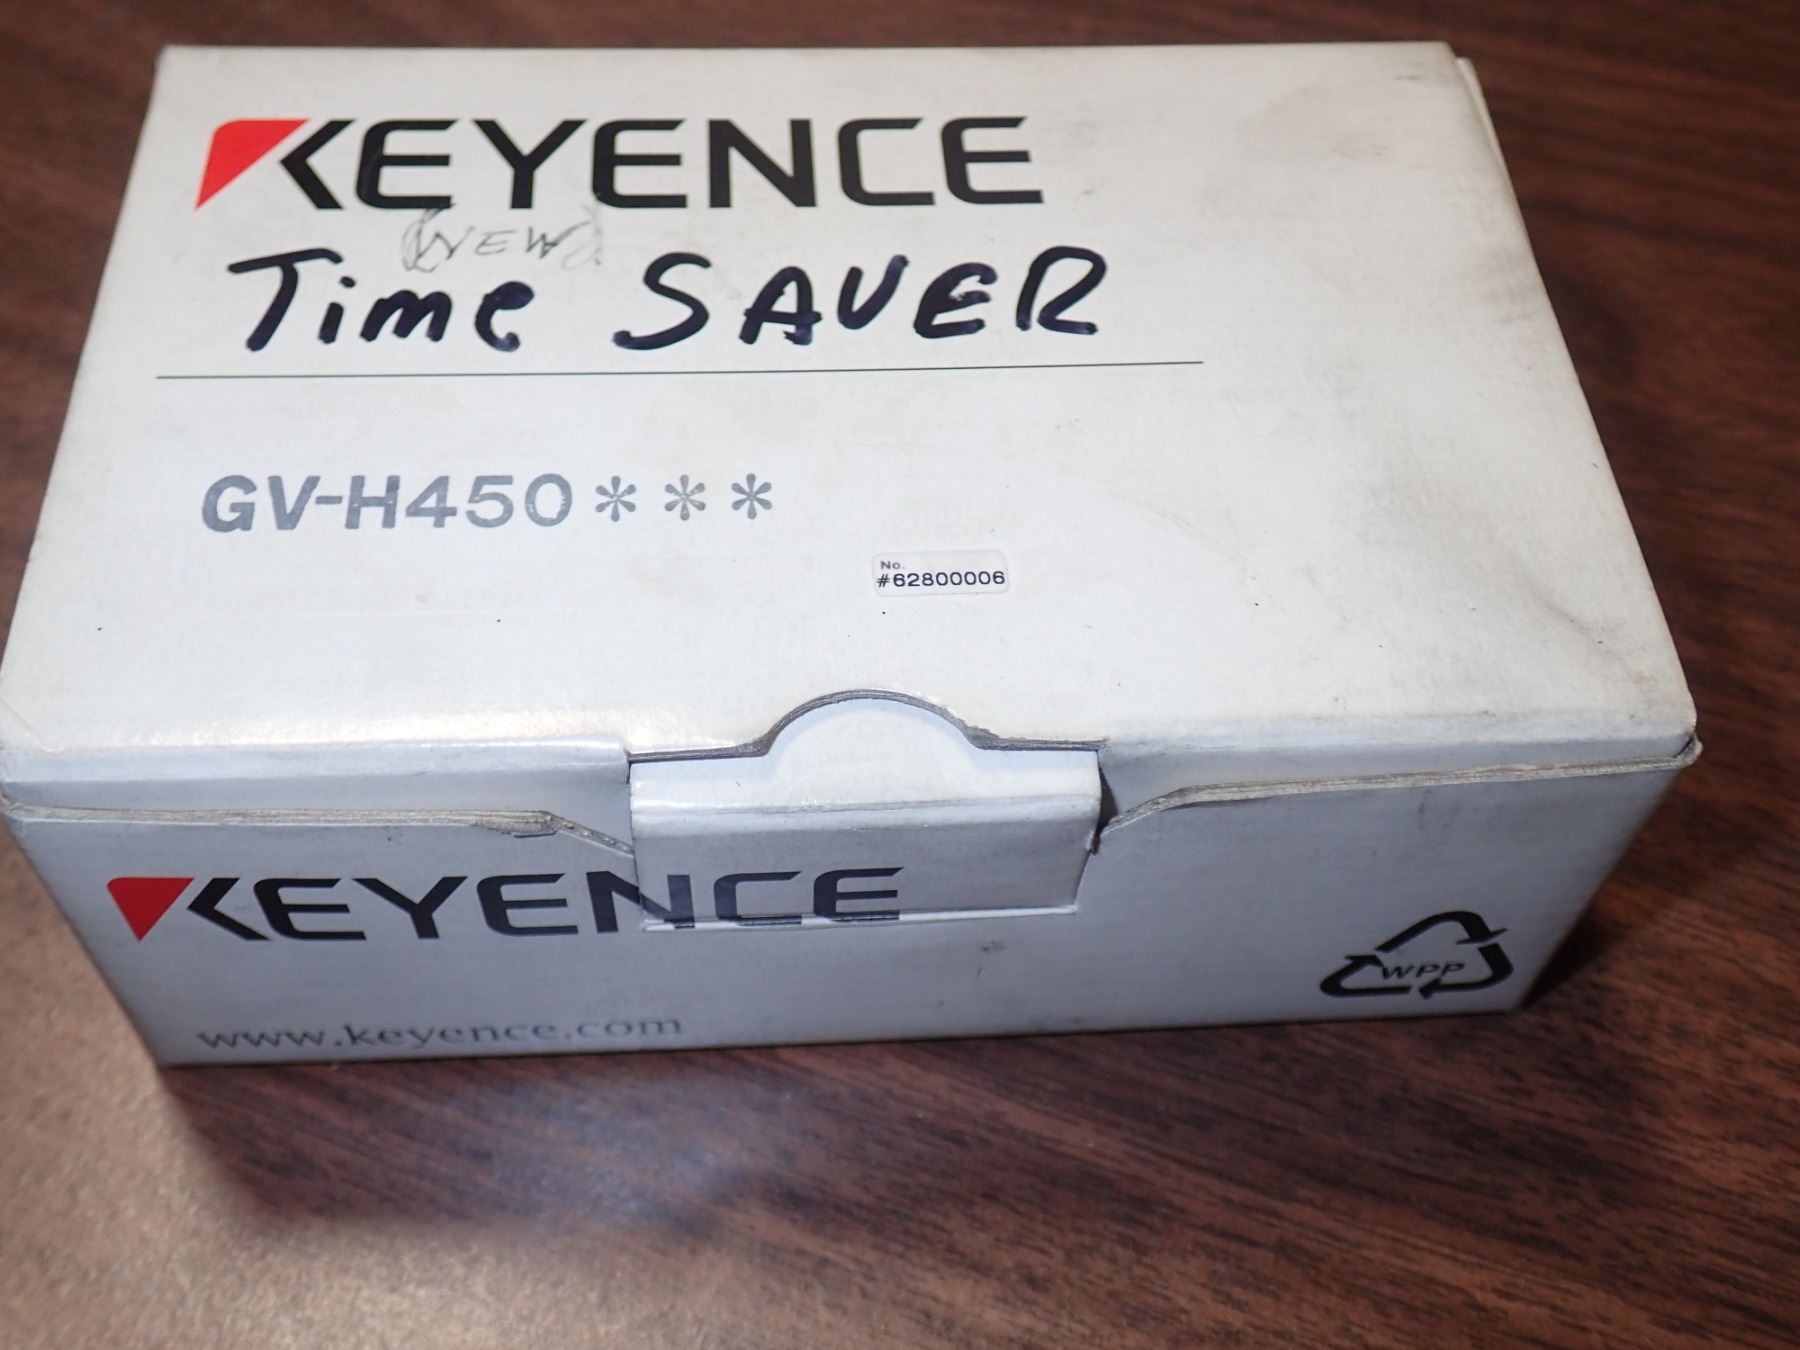 KEYENCE
(NEW)
Time SAVER
GV-H450***
No.
#62800006
KEYENCE
WPP
www.keyence.com